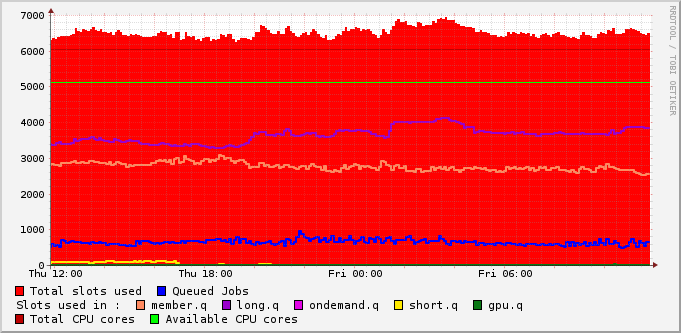 7000
6000
5000
4000
3000
2000
1000
0
Thu 12:00 Thu 18:00 Fri 00:00 Fri 06:00
Total slots used Queued Jobs
Slots used in : member.q long.q ondemand.q short.q gpu.q
Total CPU cores Available CPU cores
RRDTOOL / TOBI OETIKER